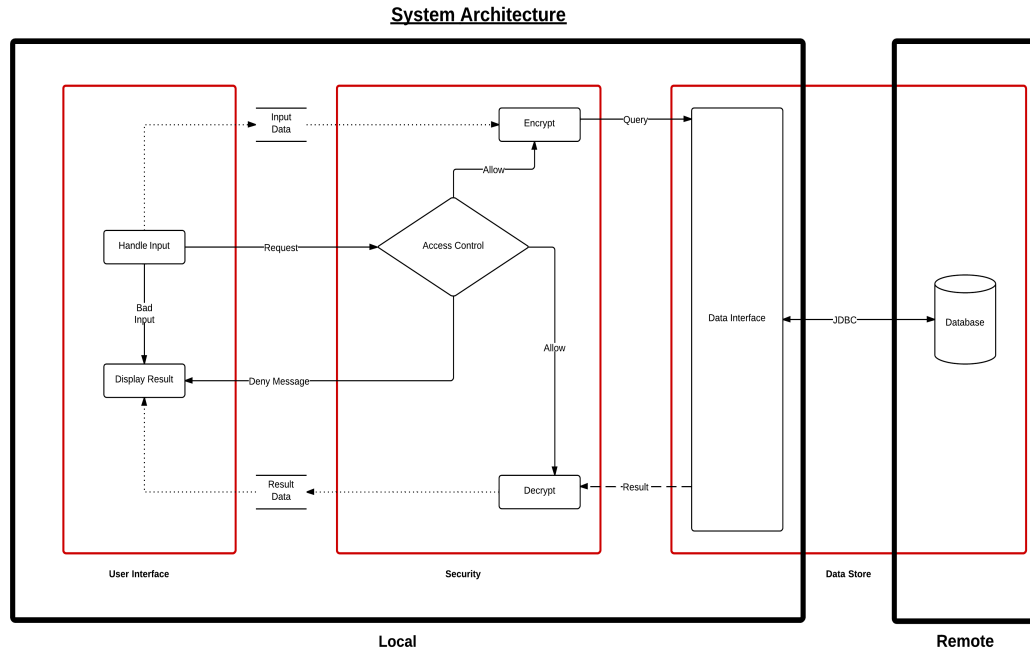 System Architecture
Input
Data
Encrypt
Query
Allow
Handle Input
Request
Access Control
Bad
Input
Data Interface
JDBC
Database
Allow
Display Result
Deny Message
Result
Data
Decrypt
Result
User Interface
Security
Data Store
Local
Remote